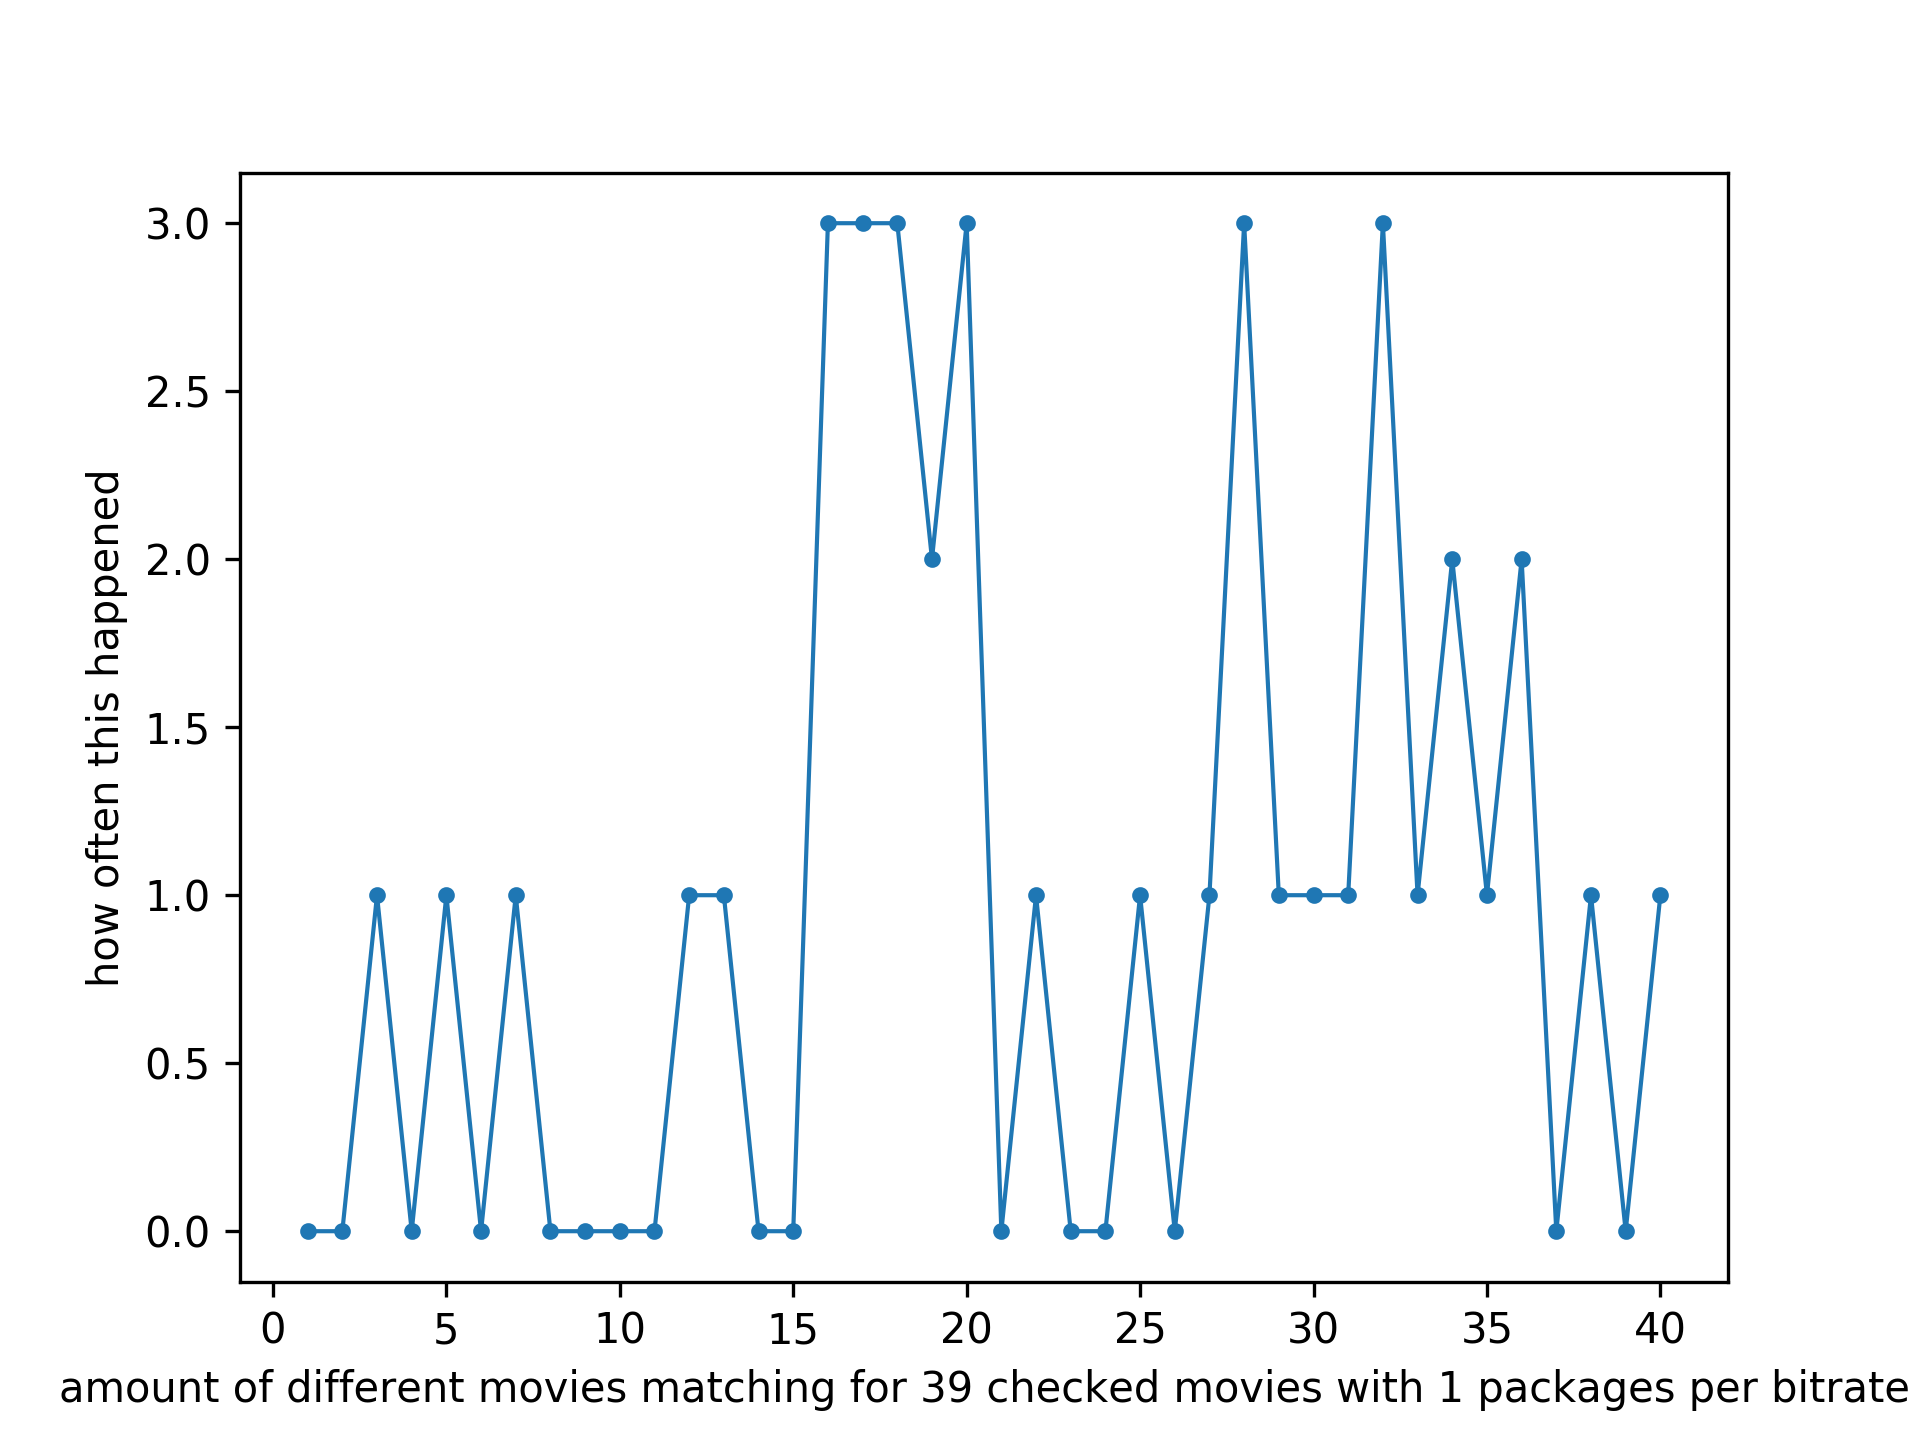 3.0
2.5
2.0
1.5
1.0
0.5
0.0
how often this happened
0 5 10 15 20 25 30 35 40
amount of different movies matching for 39 checked movies with 1 packages per bitrate